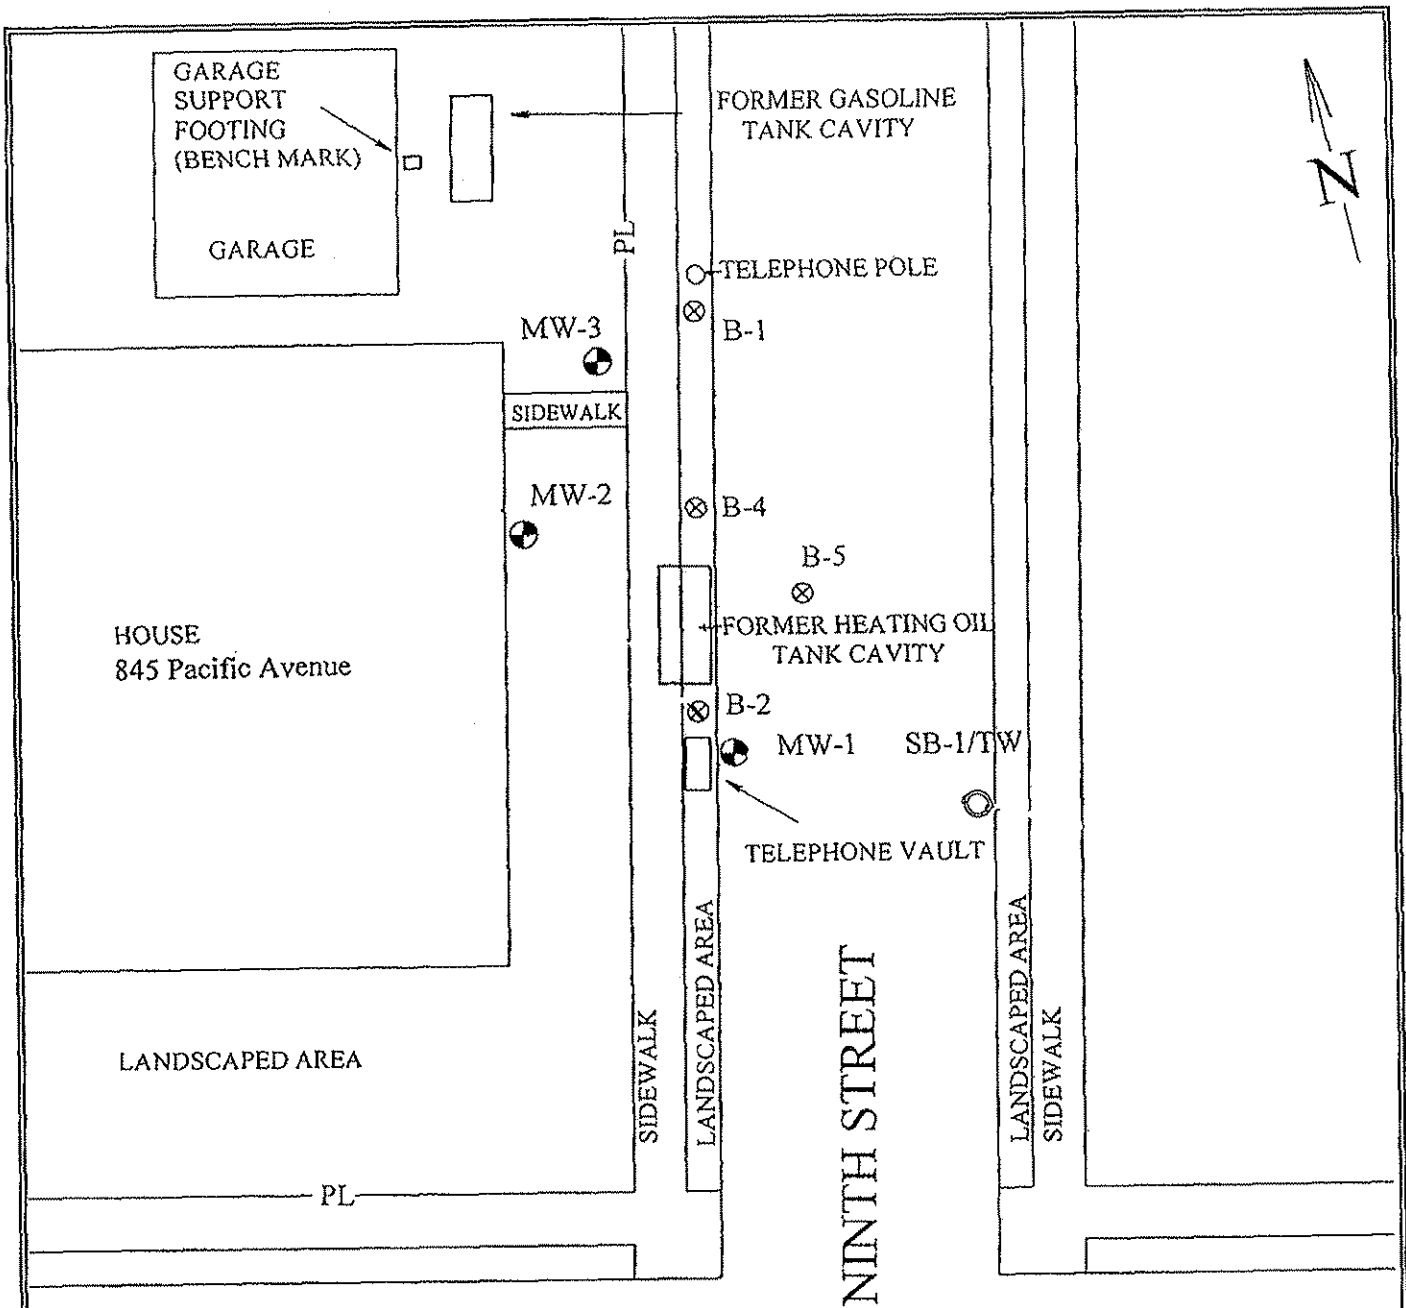 GARAGE
SUPPORT
FOOTING
(BENCH MARK)
FORMER GASOLINE
TANK CAVITY
N
GARAGE
PL
TELEPHONE POLE
MW-3
B-1
SIDEWALK
MW-2
B-4
B-5
HOUSE
845 Pacific Avenue
FORMER HEATING OIL
TANK CAVITY
B-2
MW-1
SB-1/TW
TELEPHONE VAULT
LANDSCAPED AREA
SIDEWALK
LANDSCAPED AREA
NINTH STREET
LANDSCAPED AREA
SIDEWALK
PL